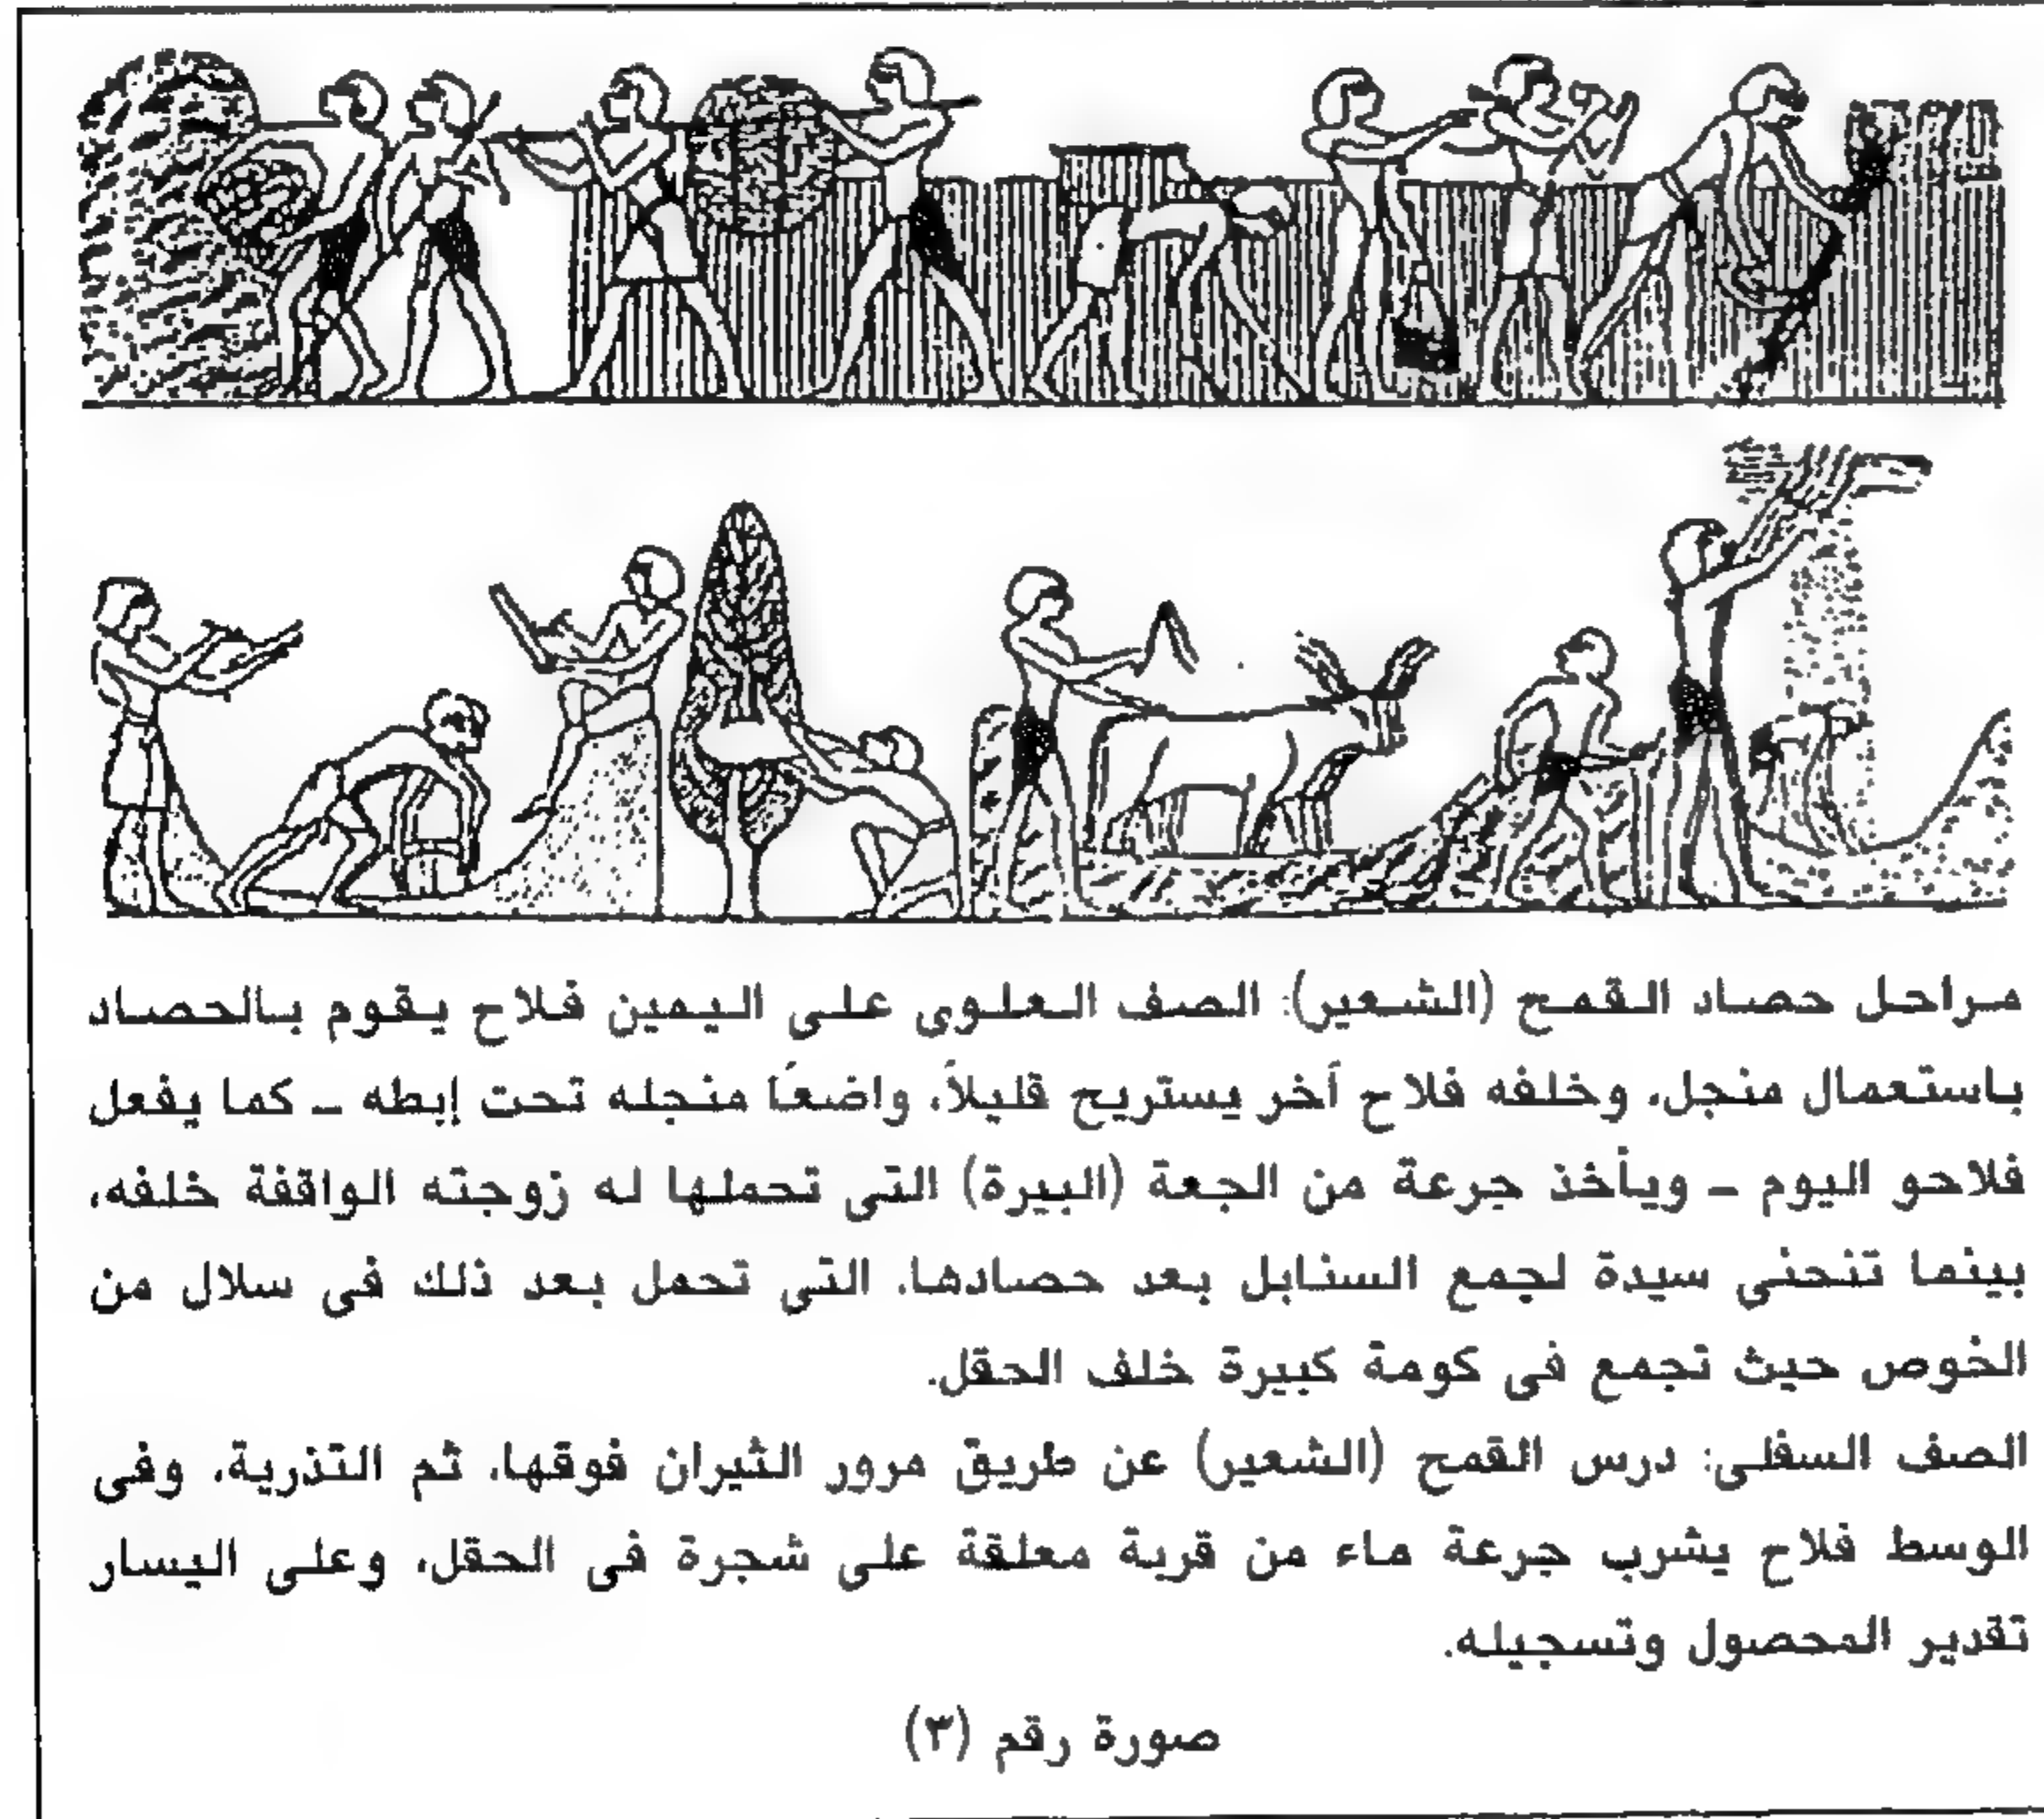 مراحل حصاد القمح (الشعير): الصف العلوى على اليمين فلاح يقوم بالحصاد
باستعمال منجل، وخلفه فلاح آخر يستريح قليلاً، واضعًا منجله تحت إبطه ـ كما يفعل
فلاحو اليوم ـ ويأخذ جرعة من الجعة (البيرة) التى تحملها له زوجته الواقفة خلفه،
بينما تنحنى سيدة لجمع السنابل بعد حصادها، التى تحمل بعد ذلك فى سلال من
الخوص حيث تجمع فى كومة كبيرة خلف الحقل.
الصف السفلى: درس القمح (الشعير) عن طريق مرور الثيران فوقها، ثم التذرية، وفى
الوسط فلاح يشرب جرعة ماء من قربة معلقة على شجرة فى الحقل، وعلى اليسار
تقدير المحصول وتسجيله.
صورة رقم (٣)